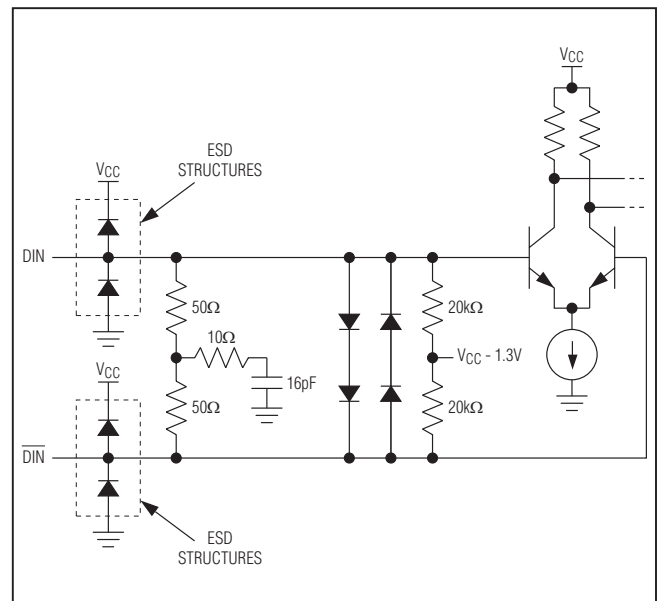 VCC
ESD
STRUCTURES
VCC
DIN
50Ω
20kΩ
10Ω
VCC - 1.3V
16pF
VCC
50Ω
20kΩ
DIN
ESD
STRUCTURES